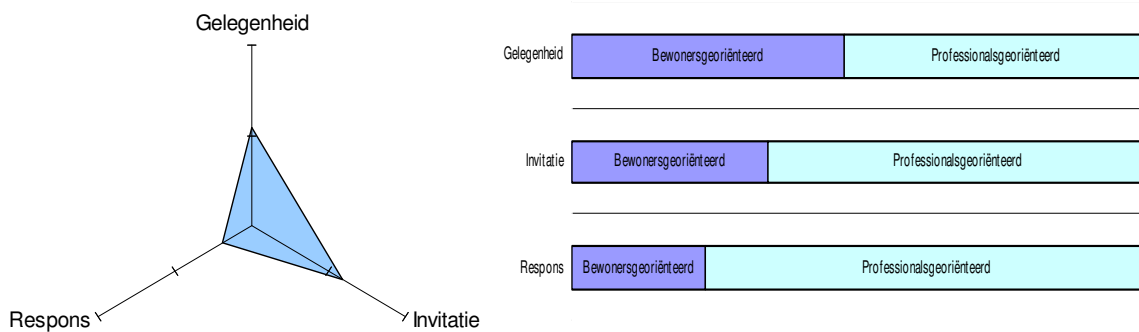 Gelegenheid
Respons
Invitatie
Gelegenheid
Bewonersgeoriënteerd
Professionalsgeoriënteerd
Invitatie
Bewonersgeoriënteerd
Professionalsgeoriënteerd
Respons
Bewonersgeoriënteerd
Professionalsgeoriënteerd